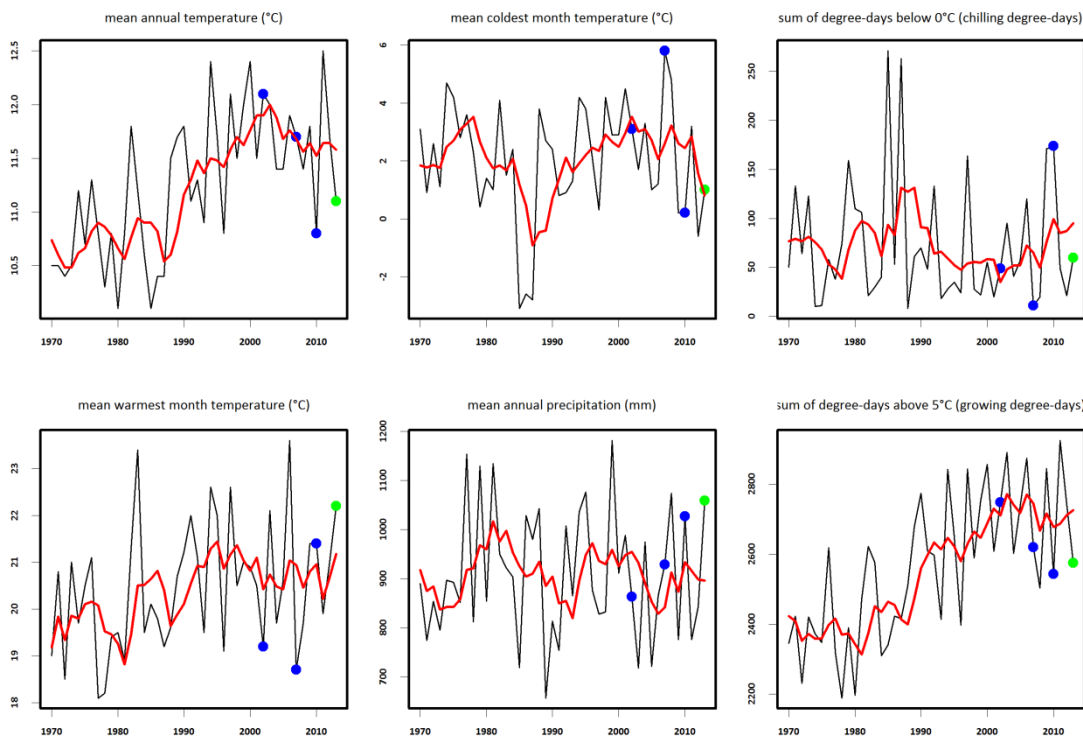 mean annual temperature (°C)
mean coldest month temperature (°C)
sum of degree-days below 0°C (chilling degree-days)
12.5
12.0
11.5
11.0
10.5
1970 1980 1990 2000 2010
6
4
2
0
-2
1970 1980 1990 2000 2010
250
200
150
100
50
0
1970 1980 1990 2000 2010
mean warmest month temperature (°C)
mean annual precipitation (mm)
sum of degree-days above 5°C (growing degree-days)
23
22
21
20
19
18
1970 1980 1990 2000 2010
1200
1100
1000
900
800
700
1970 1980 1990 2000 2010
2800
2600
2400
2200
1970 1980 1990 2000 2010